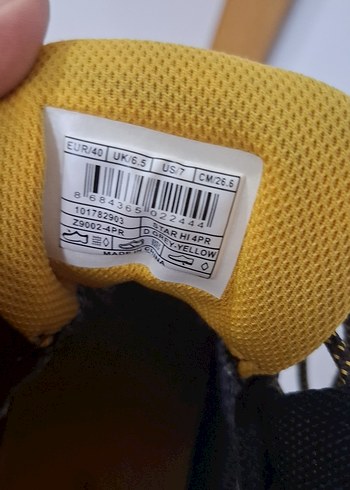 EUR/40 UK/6.5 US/7 CM/26.6
8 684365 022444
101782903 STAR HI 4PR
Z9002-4PR D GREY-YELLOW
MADE IN CHINA